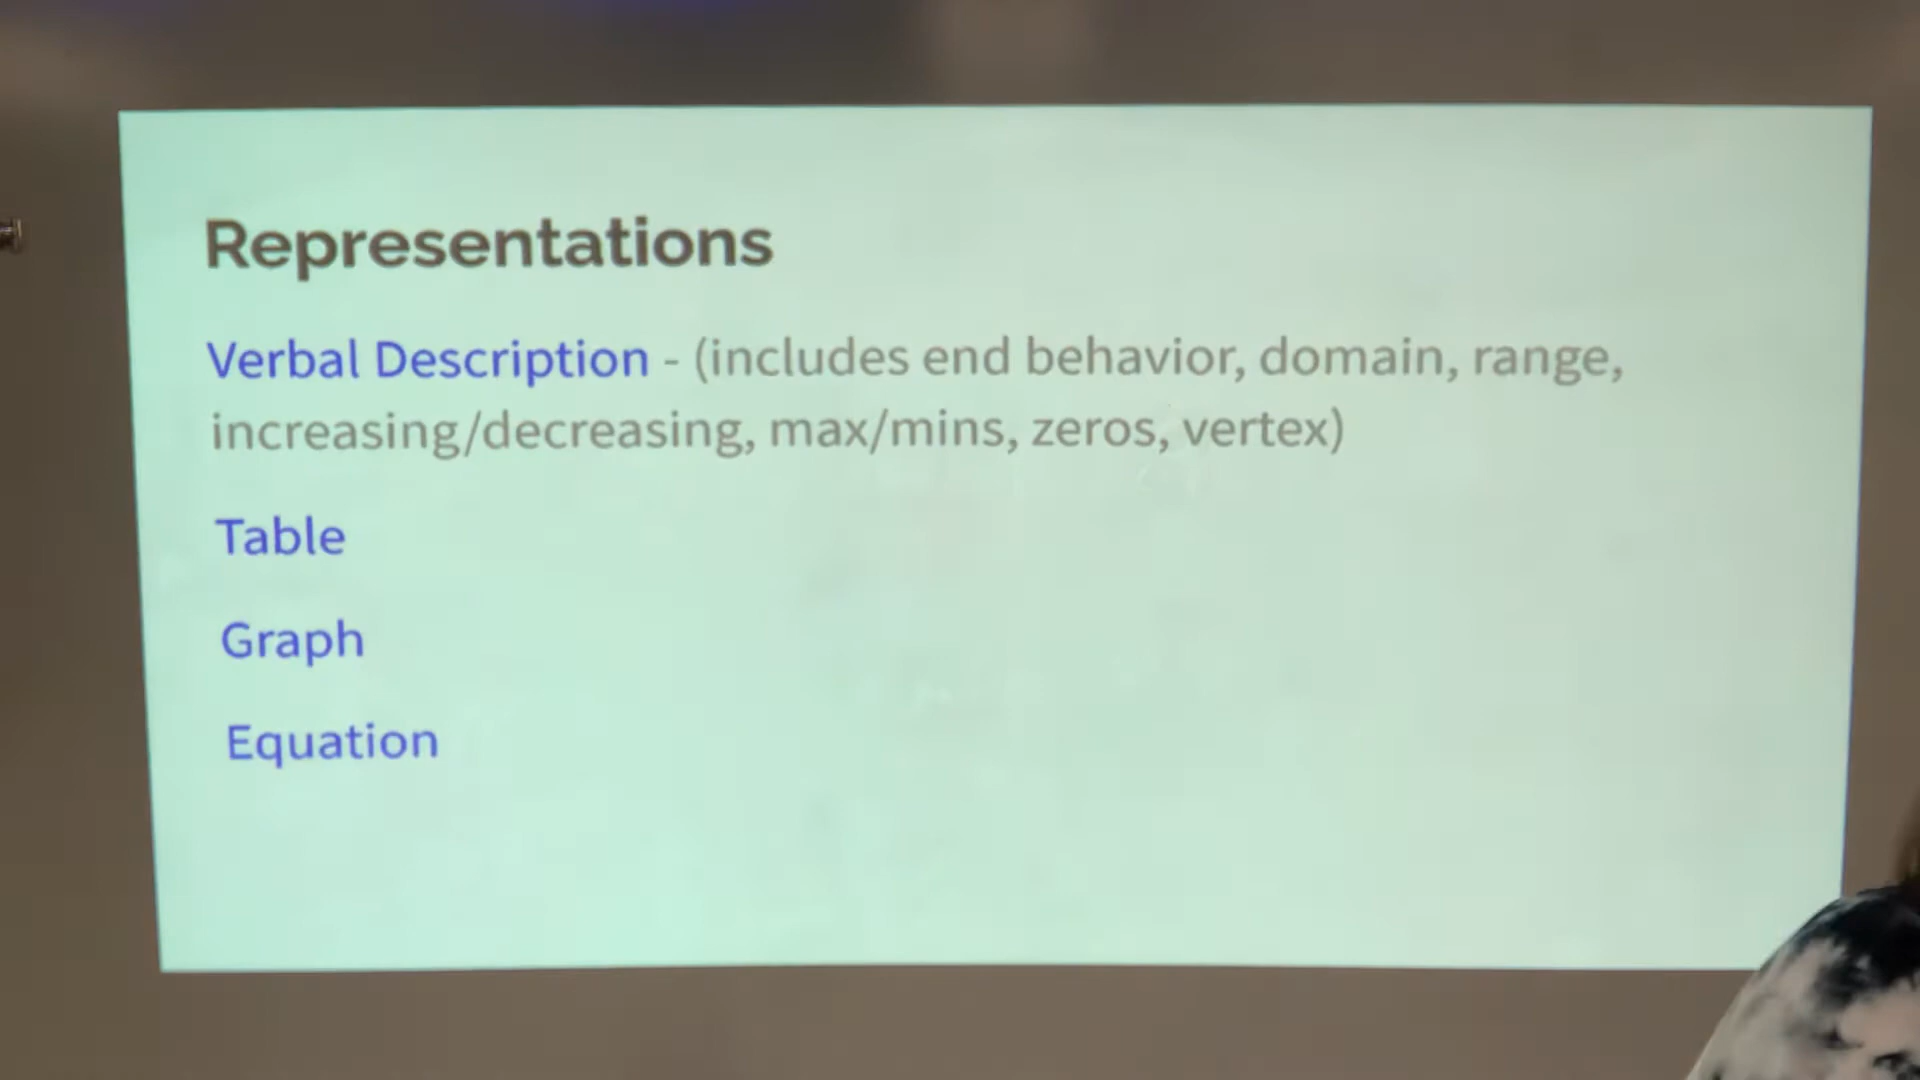 Representations
Verbal Description - (includes end behavior, domain, range,
increasing/decreasing, max/mins, zeros, vertex)
Table
Graph
Equation